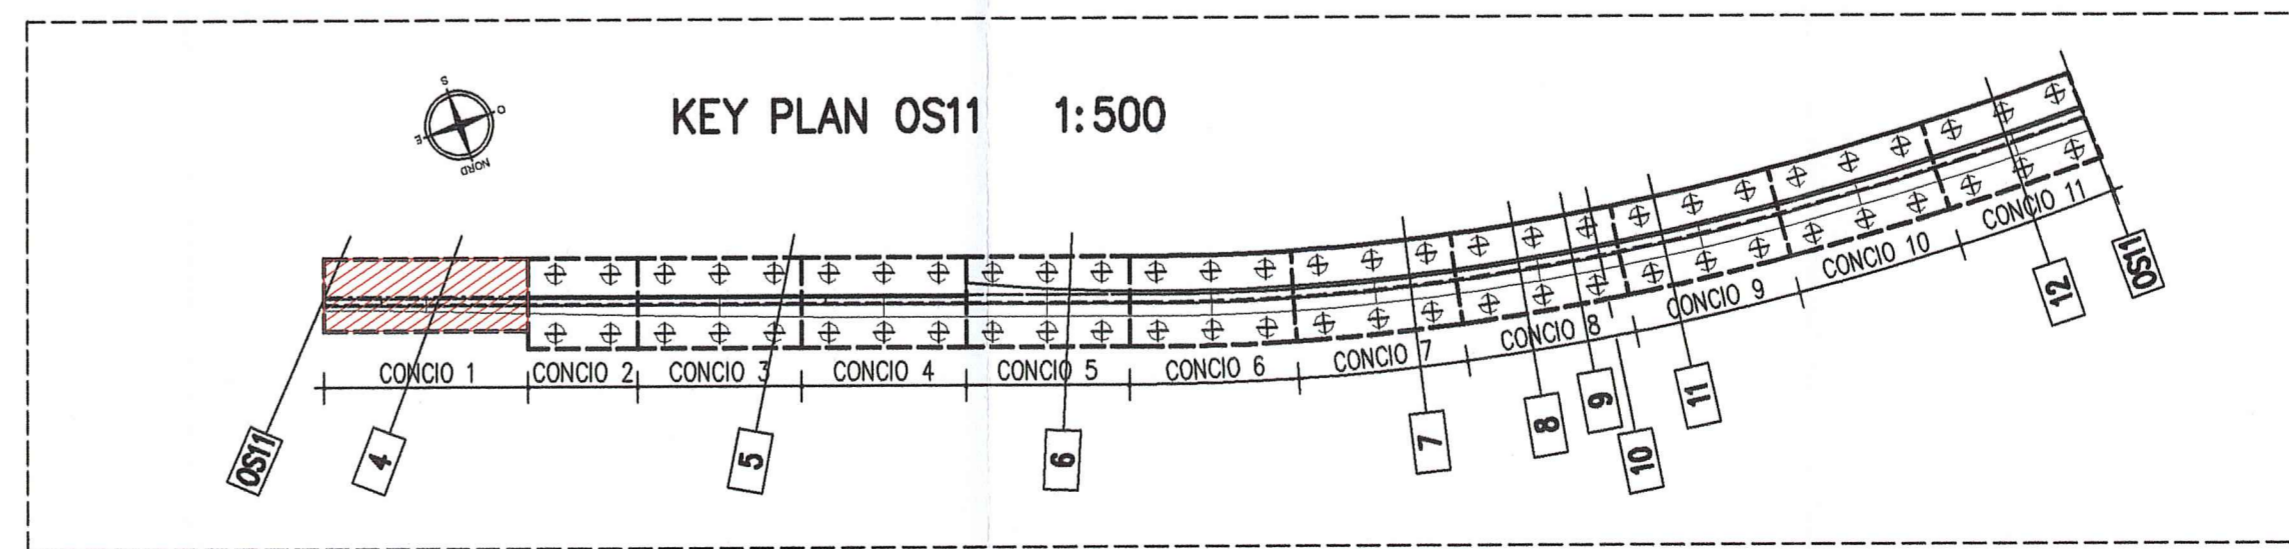 KEY PLAN OS11 1:500
S
O
E
NORD
CONCIO 1
CONCIO 2
CONCIO 3
CONCIO 4
CONCIO 5
CONCIO 6
CONCIO 7
CONCIO 8
CONCIO 9
CONCIO 10
CONCIO 11
OS11
4
5
6
7
8
9
10
11
12
OS11